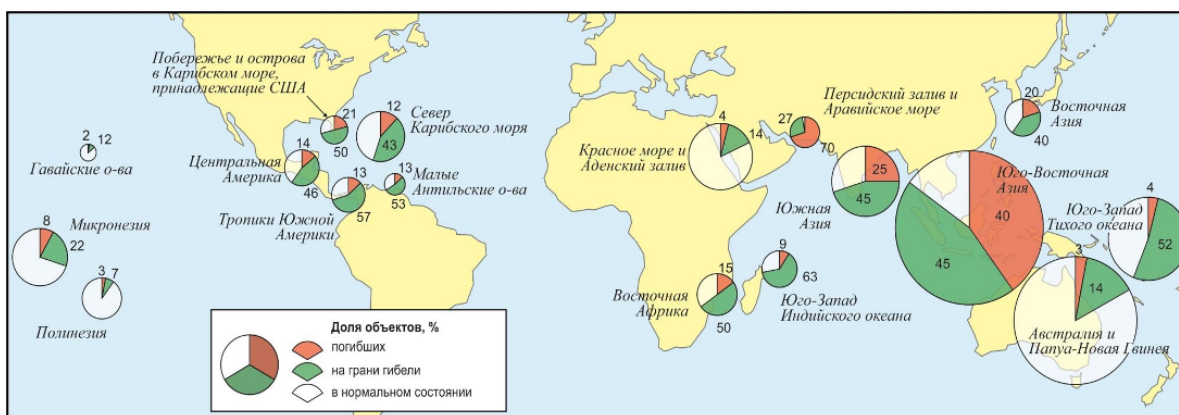 Побережье и острова
в Карибском море,
принадлежащие США
21
50
12
Север
Карибского моря
43
2
12
Гавайские о-ва
14
Центральная
Америка
46
13
Тропики Южной
Америки
57
13
Малые
Антильские о-ва
53
8
Микронезия
22
3
7
Полинезия
4
Красное море и
Аденский залив
14
Персидский залив и
Аравийское море
27
70
20
Восточная
Азия
40
25
Южная
Азия
45
Юго-Восточная
Азия
40
45
4
Юго-Запад
Тихого океана
52
9
63
Юго-Запад
Индийского океана
15
Восточная
Африка
50
3
14
Австралия и
Папуа-Новая Гвинея
Доля объектов, %
погибших
на грани гибели
в нормальном состоянии